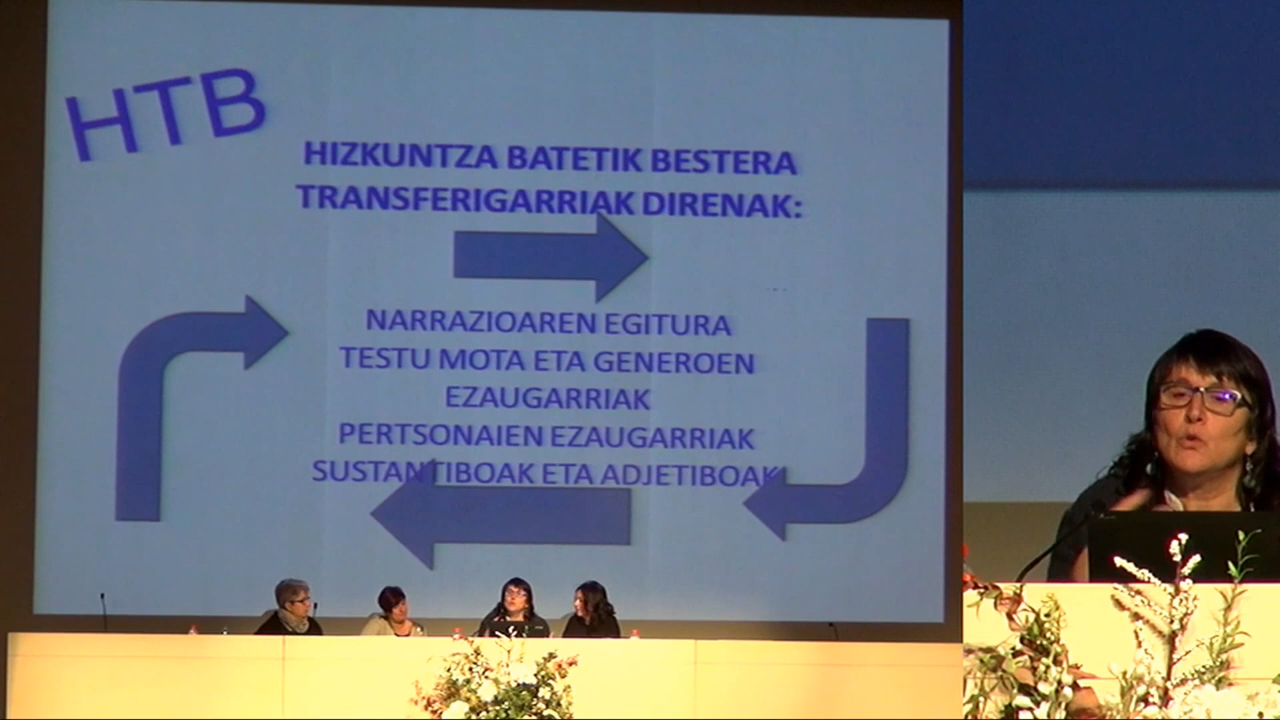 HTB
HIZKUNTZA BATETIK BESTERA
TRANSFERIGARRIAK DIRENAK:
NARRAZIOAREN EGITURA
TESTU MOTA ETA GENEROEN
EZAUGARRIAK
PERTSONAIEN EZAUGARRIAK
SUSTANTIBOAK ETA ADJETIBOAK